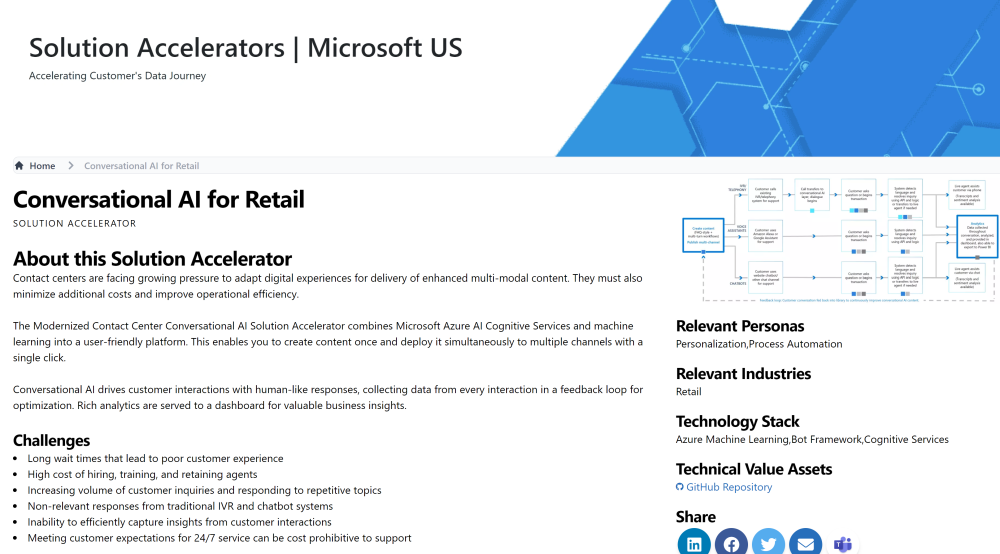 Solution Accelerators | Microsoft US
Accelerating Customer's Data Journey
Home
Conversational AI for Retail
Conversational AI for Retail
SOLUTION ACCELERATOR
About this Solution Accelerator
Contact centers are facing growing pressure to adapt digital experiences for delivery of enhanced multi-modal content. They must also
minimize additional costs and improve operational efficiency.
The Modernized Contact Center Conversational AI Solution Accelerator combines Microsoft Azure AI Cognitive Services and machine
learning into a user-friendly platform. This enables you to create content once and deploy it simultaneously to multiple channels with a
single click.
Conversational AI drives customer interactions with human-like responses, collecting data from every interaction in a feedback loop for
optimization. Rich analytics are served to a dashboard for valuable business insights.
Challenges
Long wait times that lead to poor customer experience
High cost of hiring, training, and retaining agents
Increasing volume of customer inquiries and responding to repetitive topics
Non-relevant responses from traditional IVR and chatbot systems
Inability to efficiently capture insights from customer interactions
Meeting customer expectations for 24/7 service can be cost prohibitive to support
VOICE
ASSISTANTS
CHATBOTS
Relevant Personas
Personalization,Process Automation
Relevant Industries
Retail
Technology Stack
Azure Machine Learning,Bot Framework,Cognitive Services
Technical Value Assets
GitHub Repository
Share